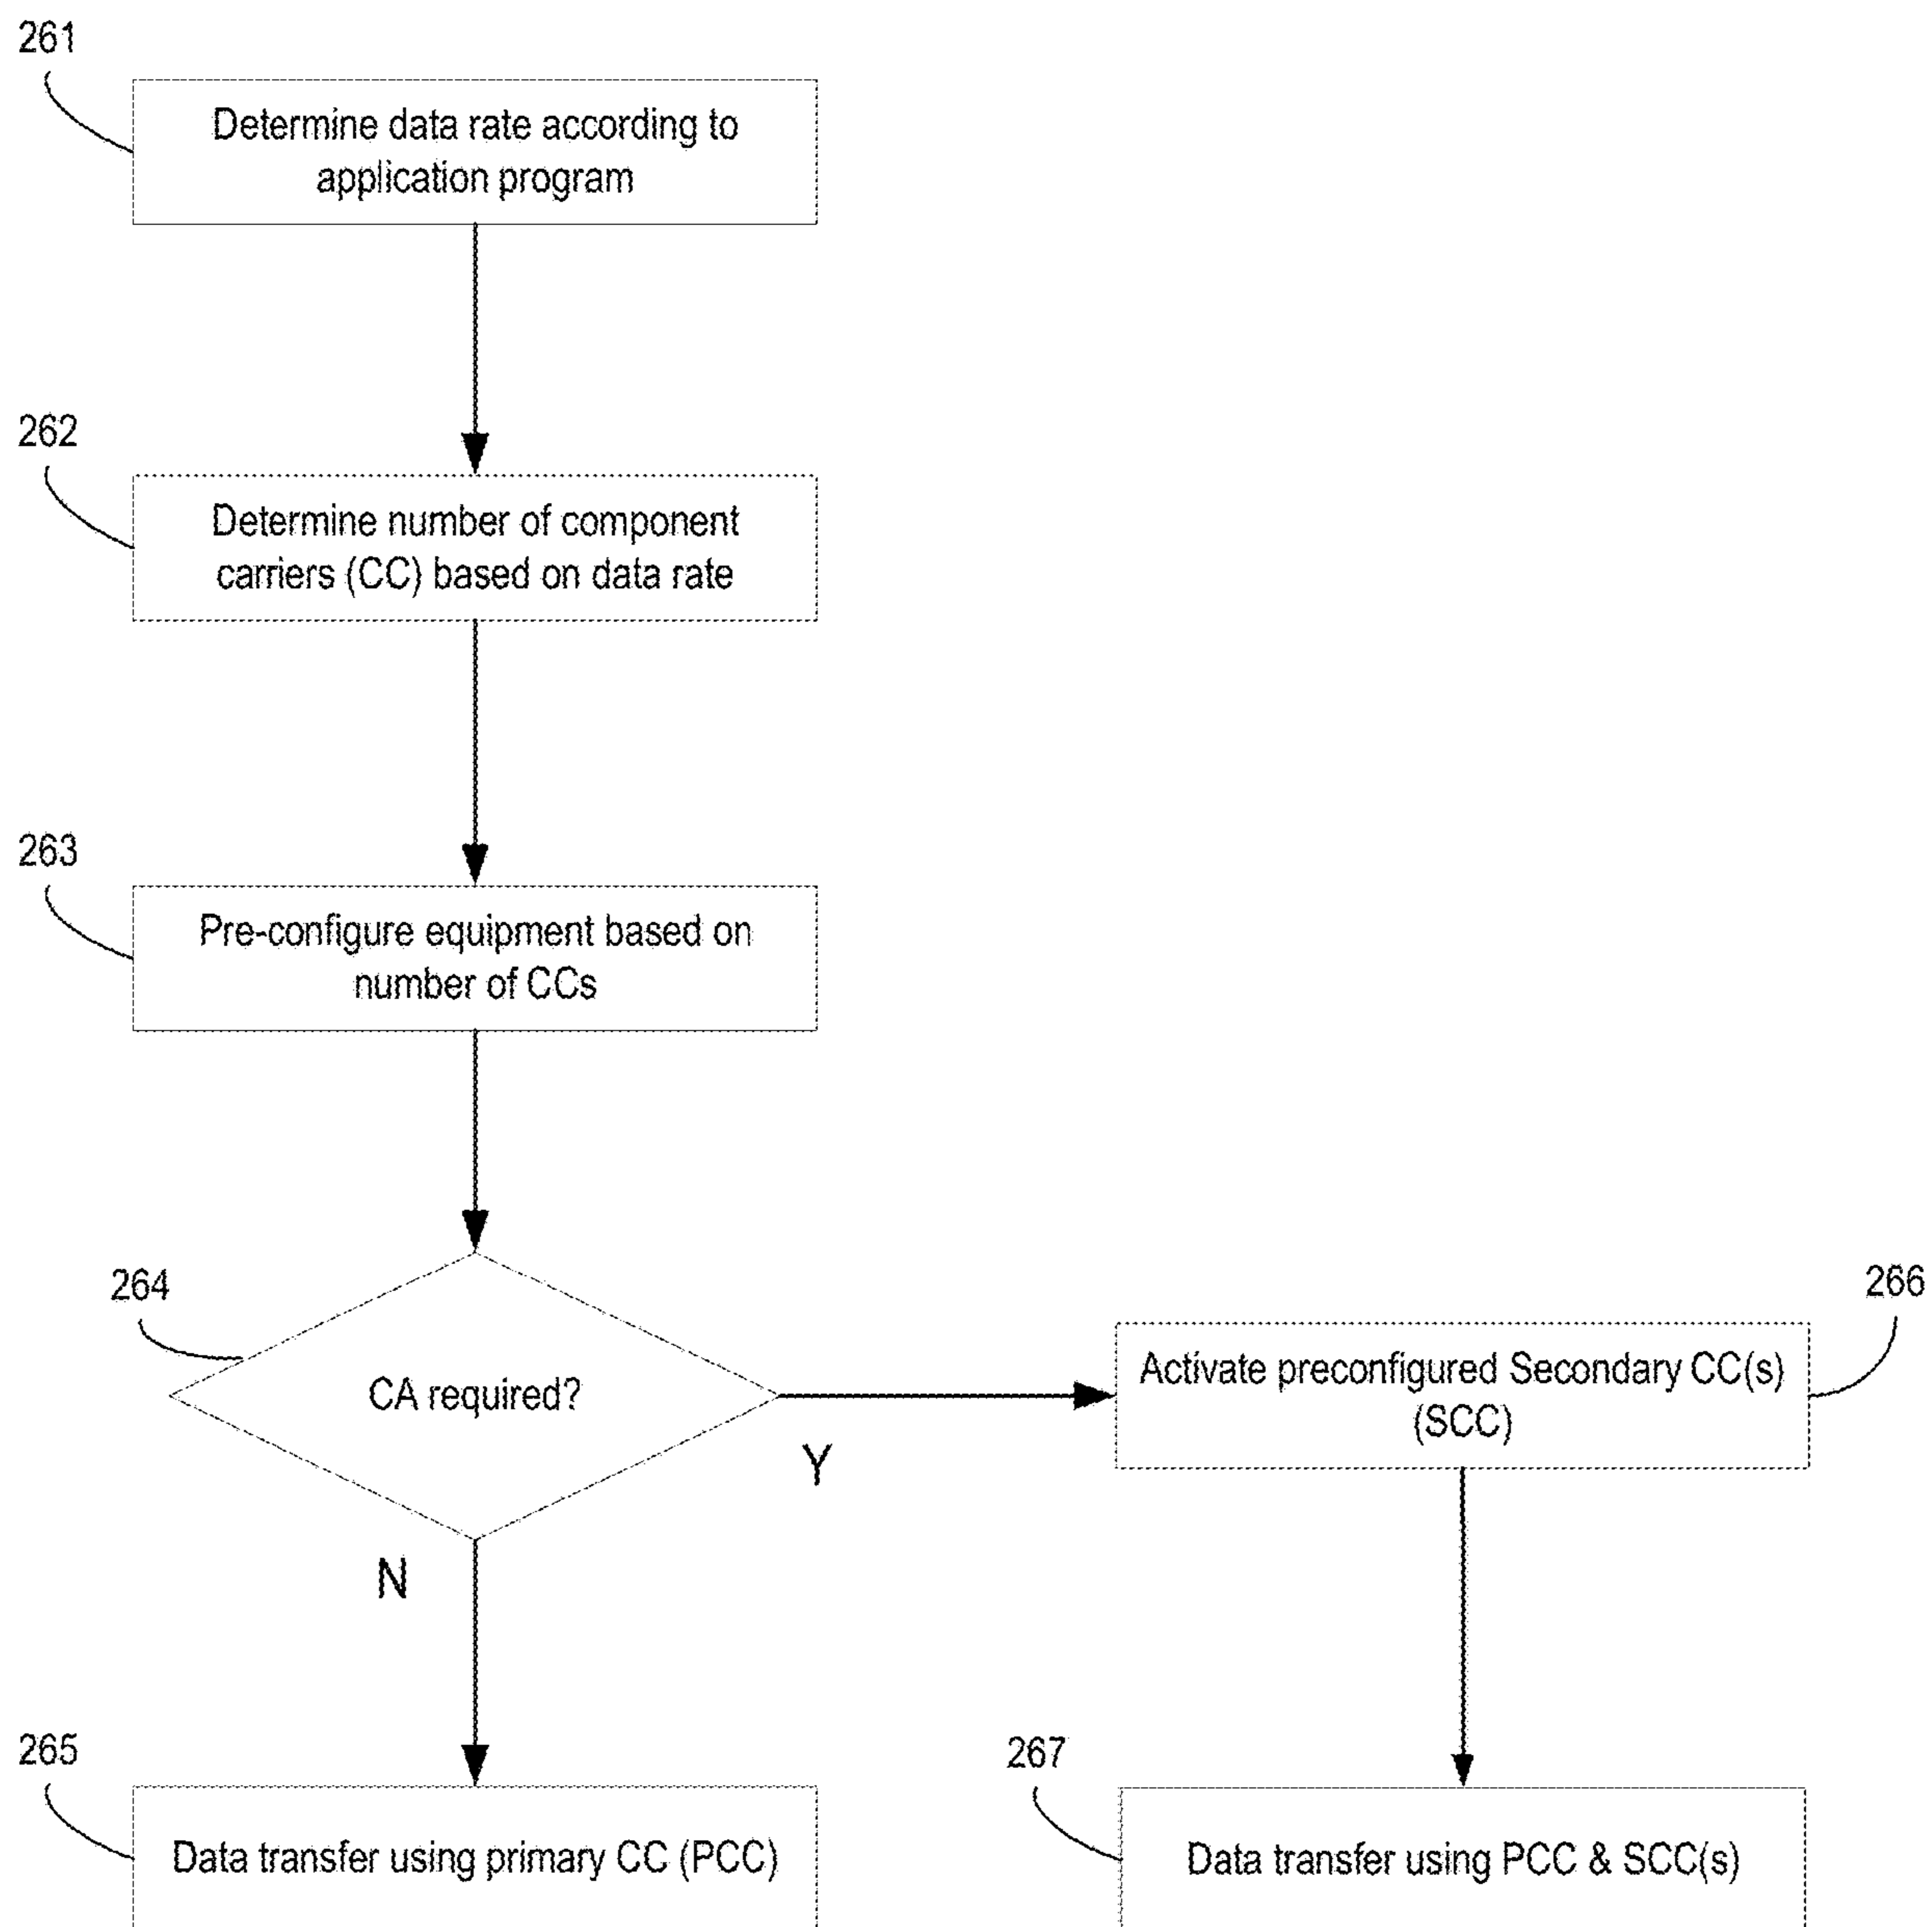 261
Determine data rate according to
application program
262
Determine number of component
carriers (CC) based on data rate
263
Pre-configure equipment based on
number of CCs
264
CA required?
Y
N
266
Activate preconfigured Secondary CC(s)
(SCC)
265
Data transfer using primary CC (PCC)
267
Data transfer using PCC & SCC(s)